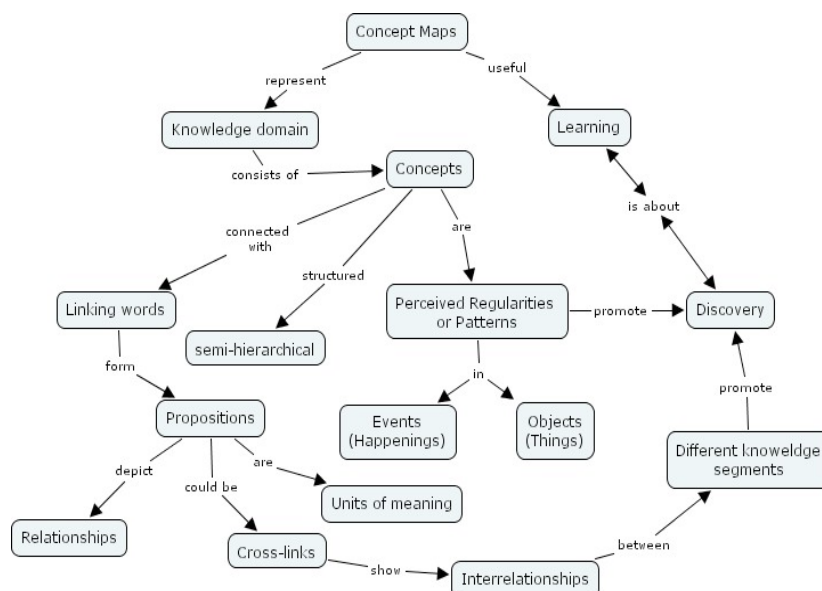 Concept Maps
represent
useful
Knowledge domain
Learning
consists of
Concepts
is about
connected
with
are
structured
Linking words
Perceived Regularities
or Patterns
promote
Discovery
semi-hierarchical
form
in
promote
Propositions
Events
(Happenings)
Objects
(Things)
Different knoweldge
segments
depict
could be
are
Units of meaning
Relationships
Cross-links
show
between
Interrelationships